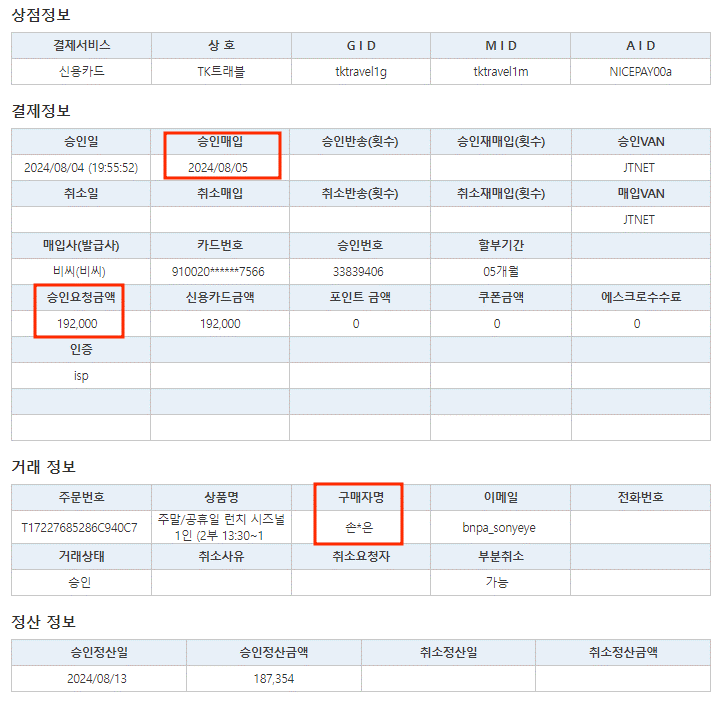 상점정보
결제서비스 상 호 G I D M I D A I D
신용카드 TK트래블 tktravel1g tktravel1m NICEPAY00a
결제정보
승인일 승인매입 승인반송(횟수) 승인재매입(횟수) 승인VAN
2024/08/04 (19:55:52) 2024/08/05 JTNET
취소일 취소매입 취소반송(횟수) 취소재매입(횟수) 매입VAN
JTNET
매입사(발급사) 카드번호 승인번호 할부기간
비씨(비씨) 910020******7566 33839406 05개월
승인요청금액 신용카드금액 포인트 금액 쿠폰금액 에스크로수수료
192,000 192,000 0 0 0
인증
isp
거래 정보
주문번호 상품명 구매자명 이메일 전화번호
T17227685286C940C7 주말/공휴일 런치 시즈널 손*은 bnpa_sonyeye
1인 (2부 13:30~1
거래상태 취소사유 취소요청자 부분취소
승인 가능
정산 정보
승인정산일 승인정산금액 취소정산일 취소정산금액
2024/08/13 187,354